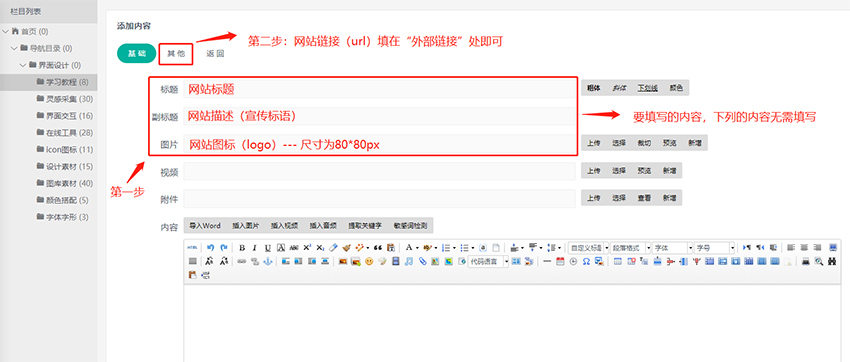 栏目列表
首页 (0)
导航目录 (0)
界面设计 (0)
学习教程 (8)
灵感采集 (30)
界面交互 (16)
在线工具 (28)
icon图标 (11)
设计素材 (15)
图库素材 (40)
颜色搭配 (5)
字体字形 (3)
添加内容
基础 其他 返回
第二步：网站链接（url）填在“外部链接”处即可
标题 网站标题 粗体 斜体 下划线 颜色
副标题 网站描述（宣传标语）
要填写的内容，下列的内容无需填写
图片 网站图标（logo）--- 尺寸为80*80px 上传 选择 裁切 预览 新增
第一步
视频 上传 选择 预览 新增
附件 上传 选择 查看 新增
内容 导入Word 插入图片 插入视频 插入音频 提取关键字 敏感词检测
HTML B I U A ABC X² X₂ 自定义标题 段落格式 字体 字号
代码语言